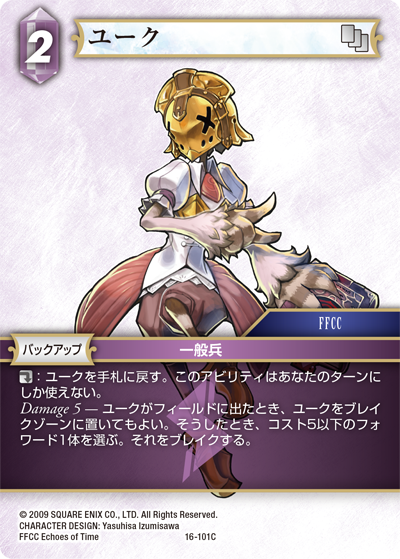 2
ユーク
FFCC
バックアップ
一般兵
：ユークを手札に戻す。このアビリティはあなたのターンに
しか使えない。
Damage 5 — ユークがフィールドに出たとき、ユークをブレイ
クゾーンに置いてもよい。そうしたとき、コスト5以下のフォ
ワード1体を選ぶ。それをブレイクする。
© 2009 SQUARE ENIX CO., LTD. All Rights Reserved.
CHARACTER DESIGN: Yasuhisa Izumisawa
FFCC Echoes of Time
16-101C